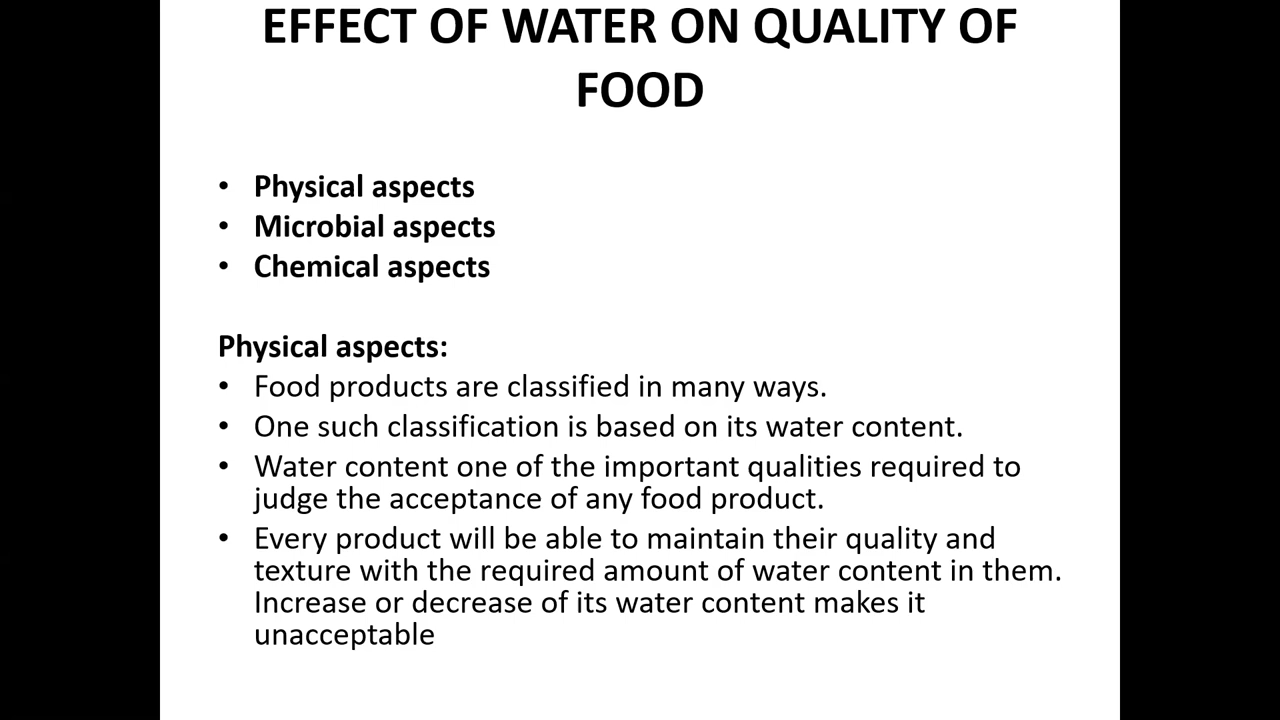 EFFECT OF WATER ON QUALITY OF
FOOD
• Physical aspects
• Microbial aspects
• Chemical aspects
Physical aspects:
• Food products are classified in many ways.
• One such classification is based on its water content.
• Water content one of the important qualities required to
judge the acceptance of any food product.
• Every product will be able to maintain their quality and
texture with the required amount of water content in them.
Increase or decrease of its water content makes it
unacceptable